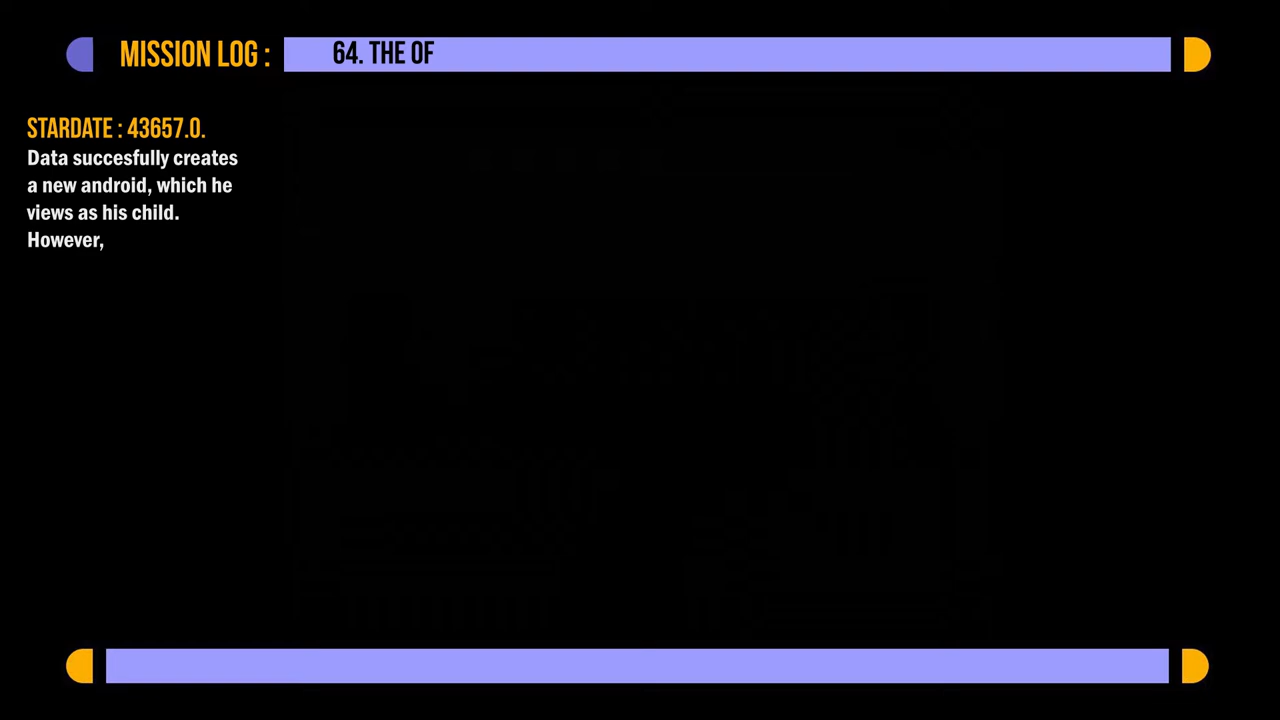 MISSION LOG : 64. THE OF
STARDATE : 43657.0.
Data succesfully creates
a new android, which he
views as his child.
However,